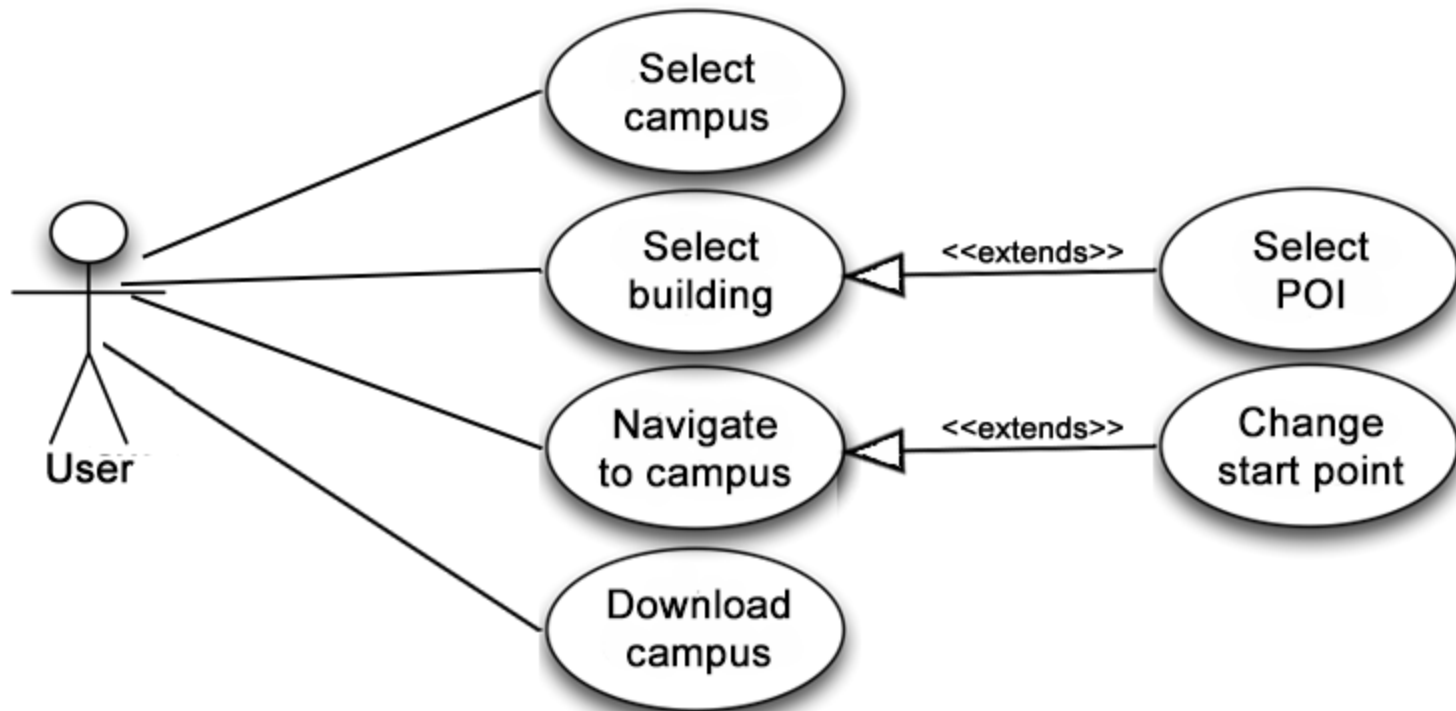 Select
campus
Select
building
<<extends>>
Select
POI
Navigate
to campus
<<extends>>
Change
start point
Download
campus
User